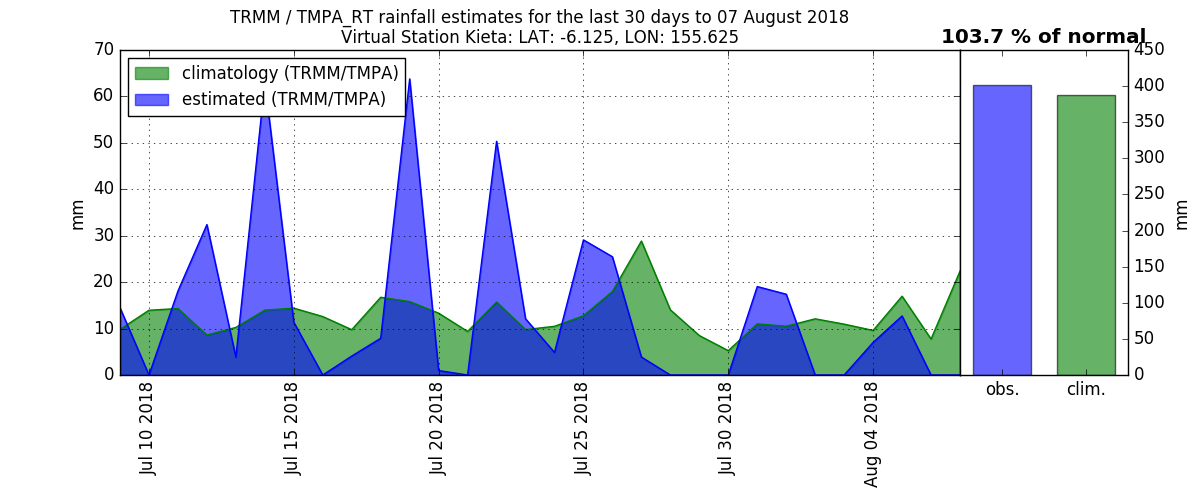 TRMM / TMPA_RT rainfall estimates for the last 30 days to 07 August 2018
Virtual Station Kieta: LAT: -6.125, LON: 155.625
103.7 % of normal
climatology (TRMM/TMPA)
estimated (TRMM/TMPA)
70
60
50
40
30
20
10
0
mm
Jul 10 2018
Jul 15 2018
Jul 20 2018
Jul 25 2018
Jul 30 2018
Aug 04 2018
obs.
clim.
450
400
350
300
250
200
150
100
50
0
mm